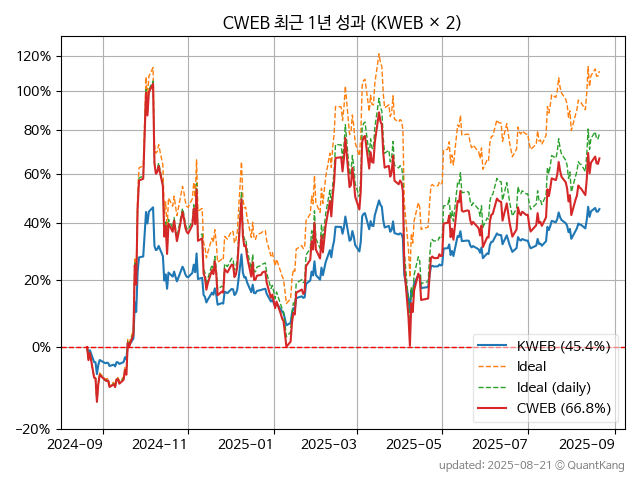 CWEB 최근 1년 성과 (KWEB × 2)
120%
100%
80%
60%
40%
20%
0%
−20%
KWEB (45.4%)
Ideal
Ideal (daily)
CWEB (66.8%)
2024-09
2024-11
2025-01
2025-03
2025-05
2025-07
2025-09
updated: 2025-08-21 © QuantKang